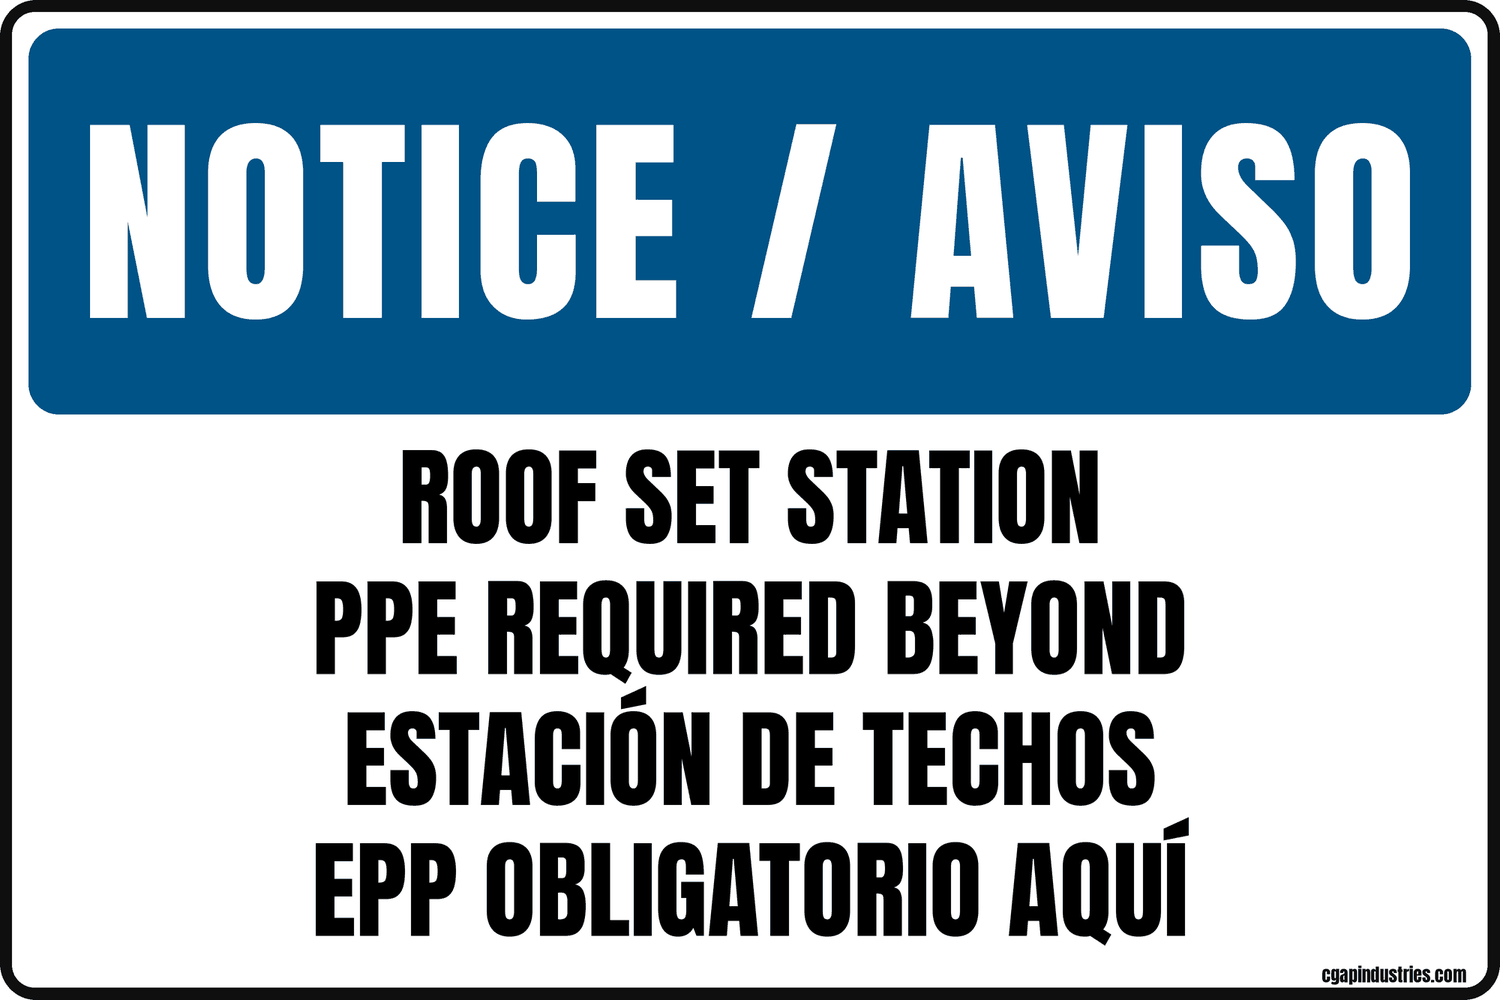 NOTICE / AVISO
ROOF SET STATION
PPE REQUIRED BEYOND
ESTACIÓN DE TECHOS
EPP OBLIGATORIO AQUÍ
cgapindustries.com